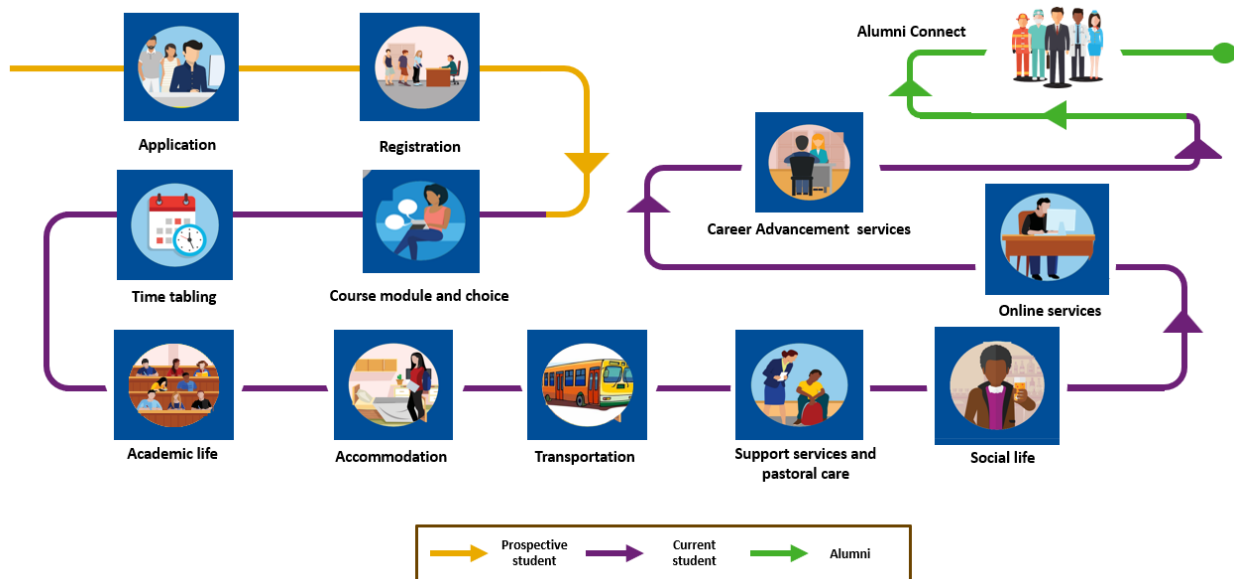 Alumni Connect
Application
Registration
Career Advancement  services
Time tabling
Course module and choice
Online services
Academic life
Accommodation
Transportation
Support services and
pastoral care
Social life
Prospective
student
Current
student
Alumni